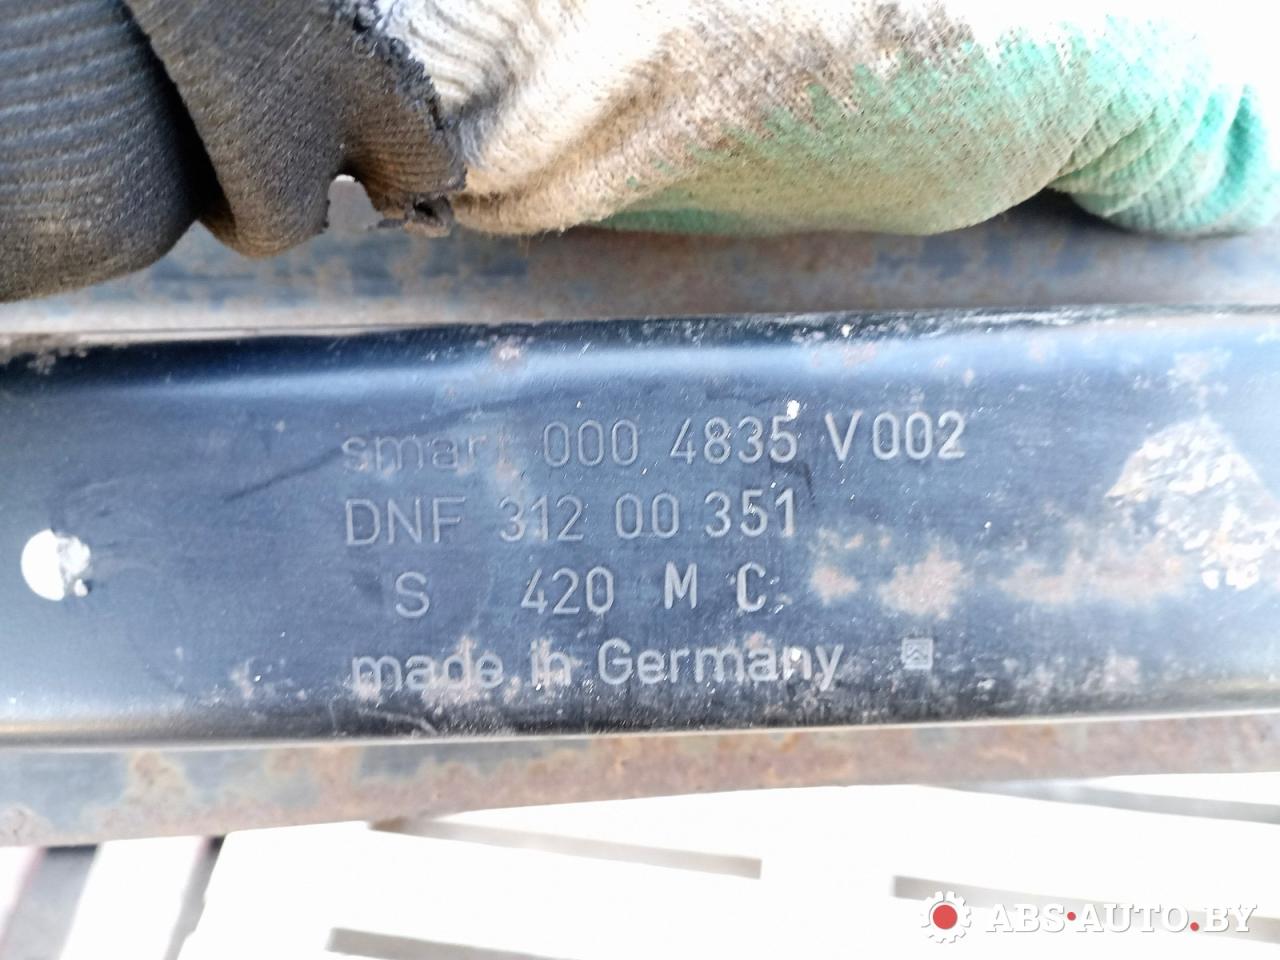 smart 000 4835 V002
DNF 312 00 351
S 420 M C
made in Germany
ABS-AUTO.BY